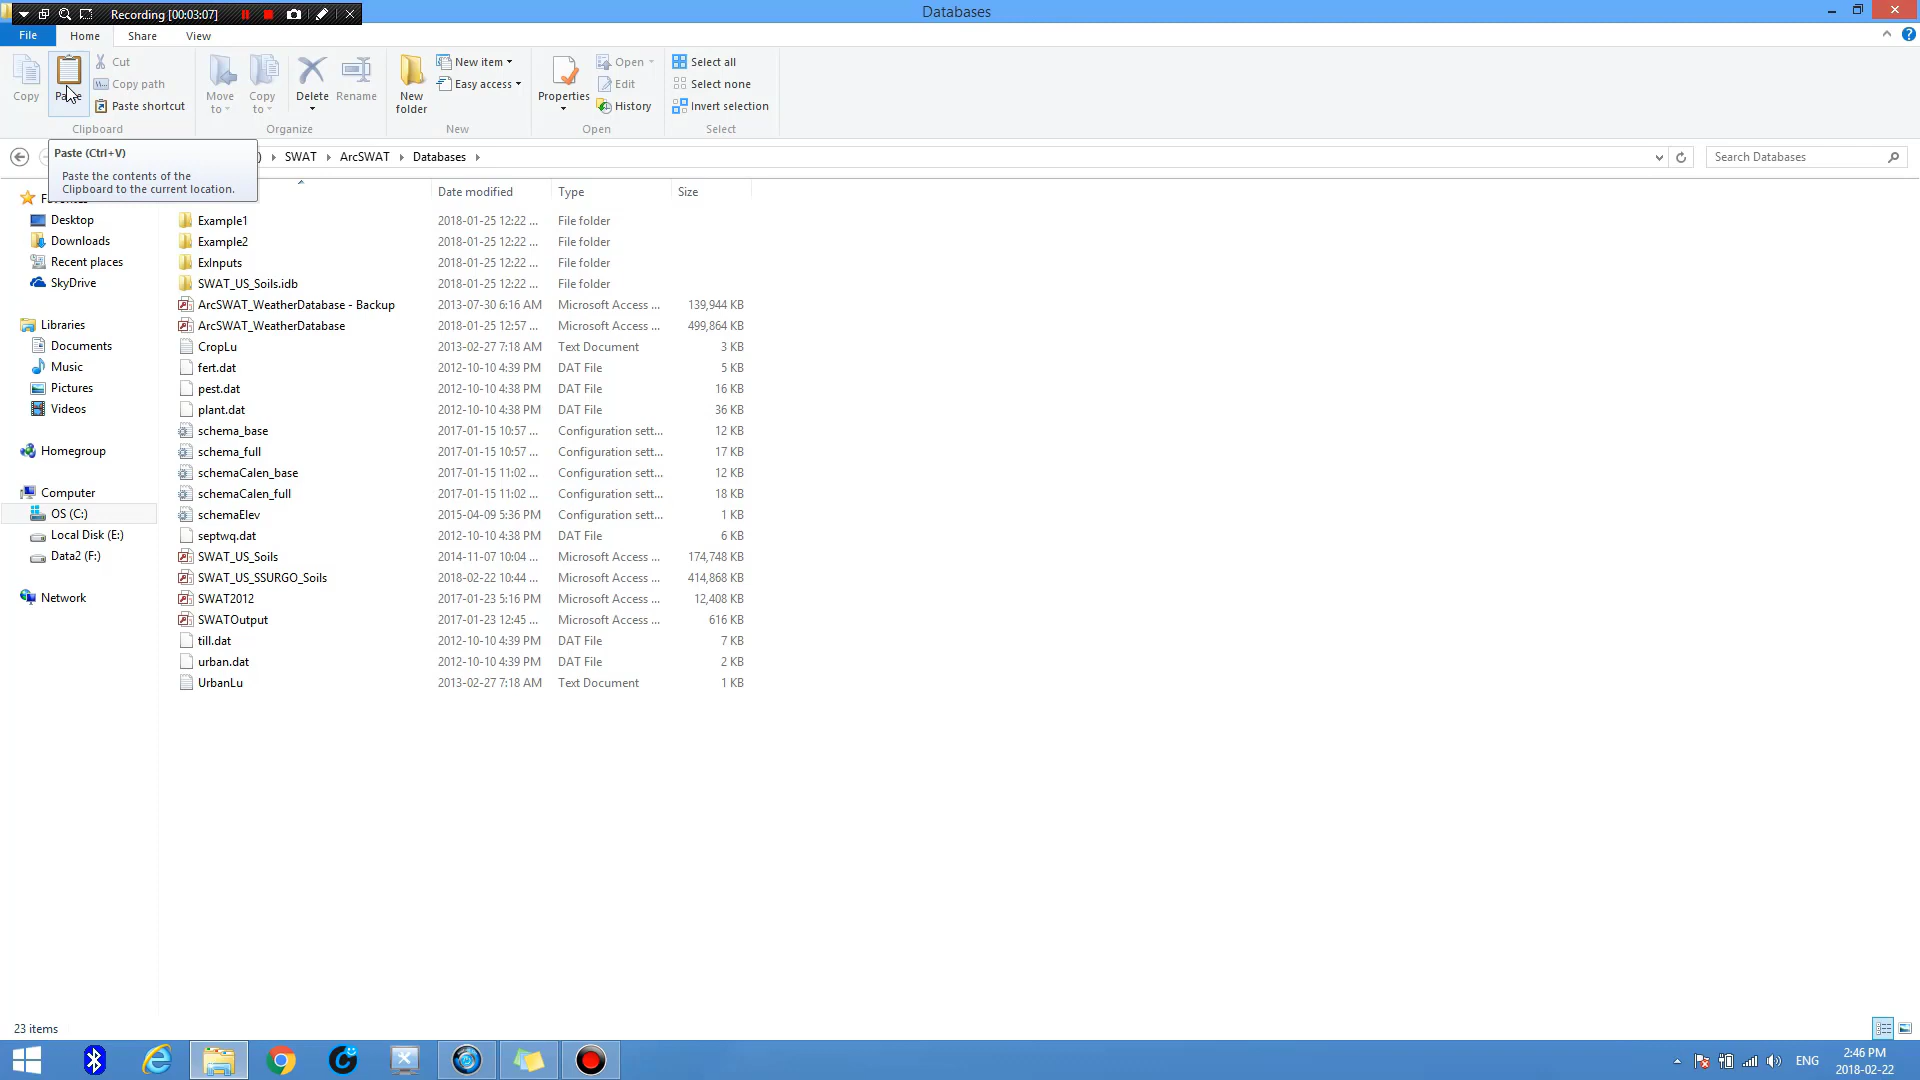 Recording [00:03:07]
Databases
File
Home
Share
View
Copy
Cut
Copy path
Paste shortcut
Clipboard
Move to
Copy to
Delete
Rename
Organize
New folder
New item
Easy access
New
Properties
Open
Edit
History
Open
Select all
Select none
Invert selection
Select
Paste (Ctrl+V)
Paste the contents of the
Clipboard to the current location.
SWAT
ArcSWAT
Databases
Search Databases
Desktop
Downloads
Recent places
SkyDrive
Libraries
Documents
Music
Pictures
Videos
Homegroup
Computer
OS (C:)
Local Disk (E:)
Data2 (F:)
Network
Date modified Type Size
Example1 2018-01-25 12:22 ... File folder
Example2 2018-01-25 12:22 ... File folder
ExInputs 2018-01-25 12:22 ... File folder
SWAT_US_Soils.idb 2018-01-25 12:22 ... File folder
ArcSWAT_WeatherDatabase - Backup 2013-07-30 6:16 AM Microsoft Access ... 139,944 KB
ArcSWAT_WeatherDatabase 2018-01-25 12:57 ... Microsoft Access ... 499,864 KB
CropLu 2013-02-27 7:18 AM Text Document 3 KB
fert.dat 2012-10-10 4:39 PM DAT File 5 KB
pest.dat 2012-10-10 4:38 PM DAT File 16 KB
plant.dat 2012-10-10 4:38 PM DAT File 36 KB
schema_base 2017-01-15 10:57 ... Configuration sett... 12 KB
schema_full 2017-01-15 10:57 ... Configuration sett... 17 KB
schemaCalen_base 2017-01-15 11:02 ... Configuration sett... 12 KB
schemaCalen_full 2017-01-15 11:02 ... Configuration sett... 18 KB
schemaElev 2015-04-09 5:36 PM Configuration sett... 1 KB
septwq.dat 2012-10-10 4:38 PM DAT File 6 KB
SWAT_US_Soils 2014-11-07 10:04 ... Microsoft Access ... 174,748 KB
SWAT_US_SSURGO_Soils 2018-02-22 10:44 ... Microsoft Access ... 414,868 KB
SWAT2012 2017-01-23 5:16 PM Microsoft Access ... 12,408 KB
SWATOutput 2017-01-23 12:45 ... Microsoft Access ... 616 KB
till.dat 2012-10-10 4:39 PM DAT File 7 KB
urban.dat 2012-10-10 4:39 PM DAT File 2 KB
UrbanLu 2013-02-27 7:18 AM Text Document 1 KB
23 items
ENG
2:46 PM
2018-02-22